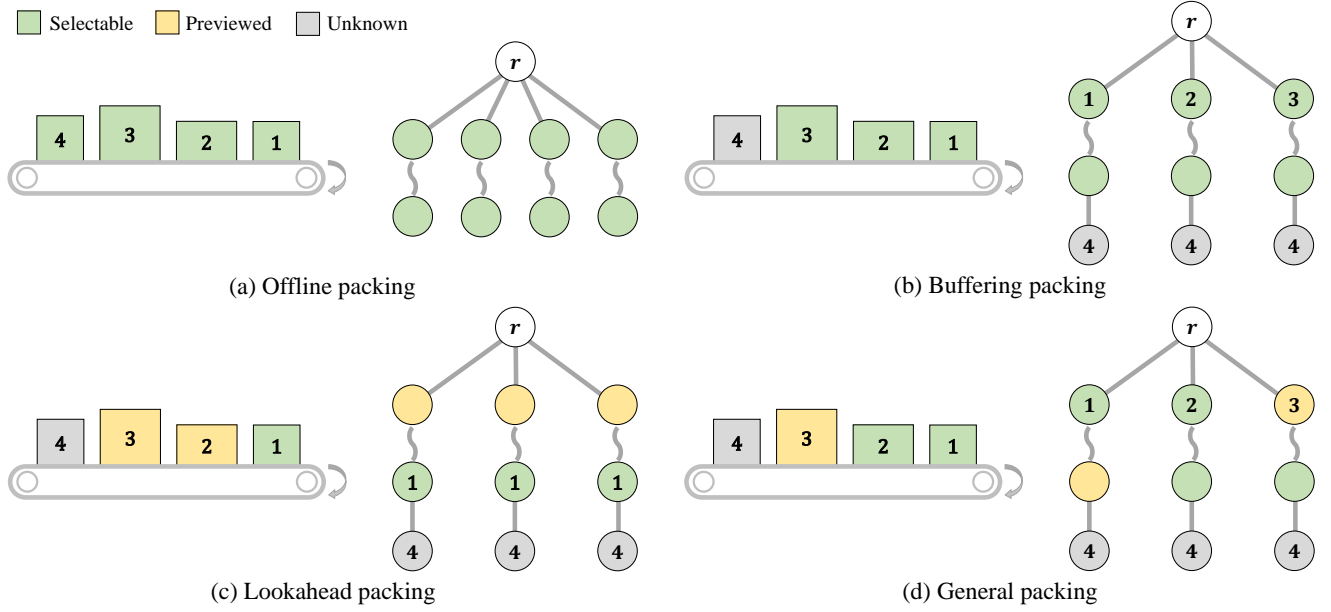 Selectable Previewed Unknown
r
4 3 2 1
(a) Offline packing
r
1 2 3
4 3 2 1
4 4 4
(b) Buffering packing
r
4 3 2 1
1 1 1
4 4 4
(c) Lookahead packing
r
1 2 3
4 3 2 1
4 4 4
(d) General packing